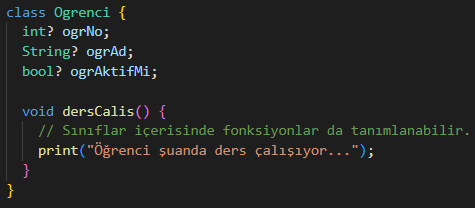 class Ogrenci {
  int? ogrNo;
  String? ogrAd;
  bool? ogrAktifMi;

  void dersCalis() {
    // Sınıflar içerisinde fonksiyonlar da tanımlanabilir.
    print("Öğrenci şuanda ders çalışıyor...");
  }
}